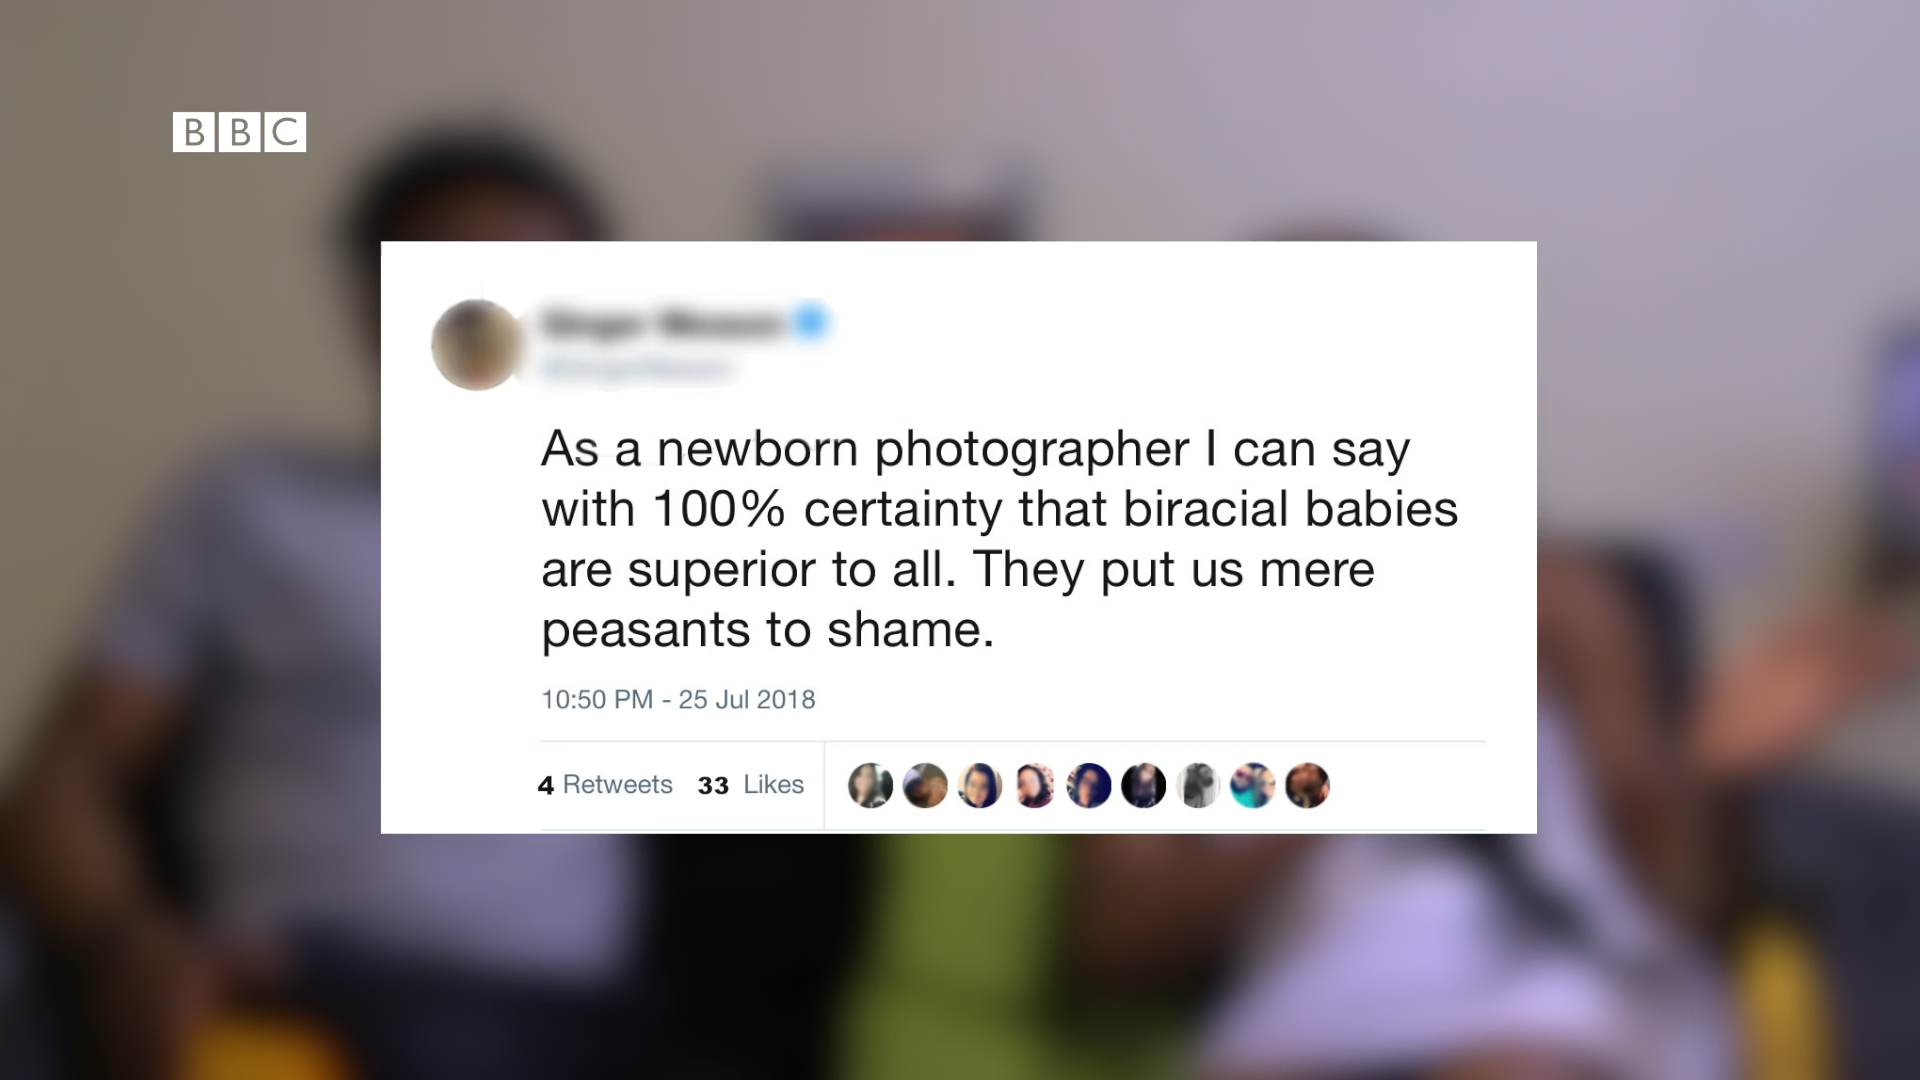 BBC
As a newborn photographer I can say
with 100% certainty that biracial babies
are superior to all. They put us mere
peasants to shame.
10:50 PM - 25 Jul 2018
4 Retweets 33 Likes